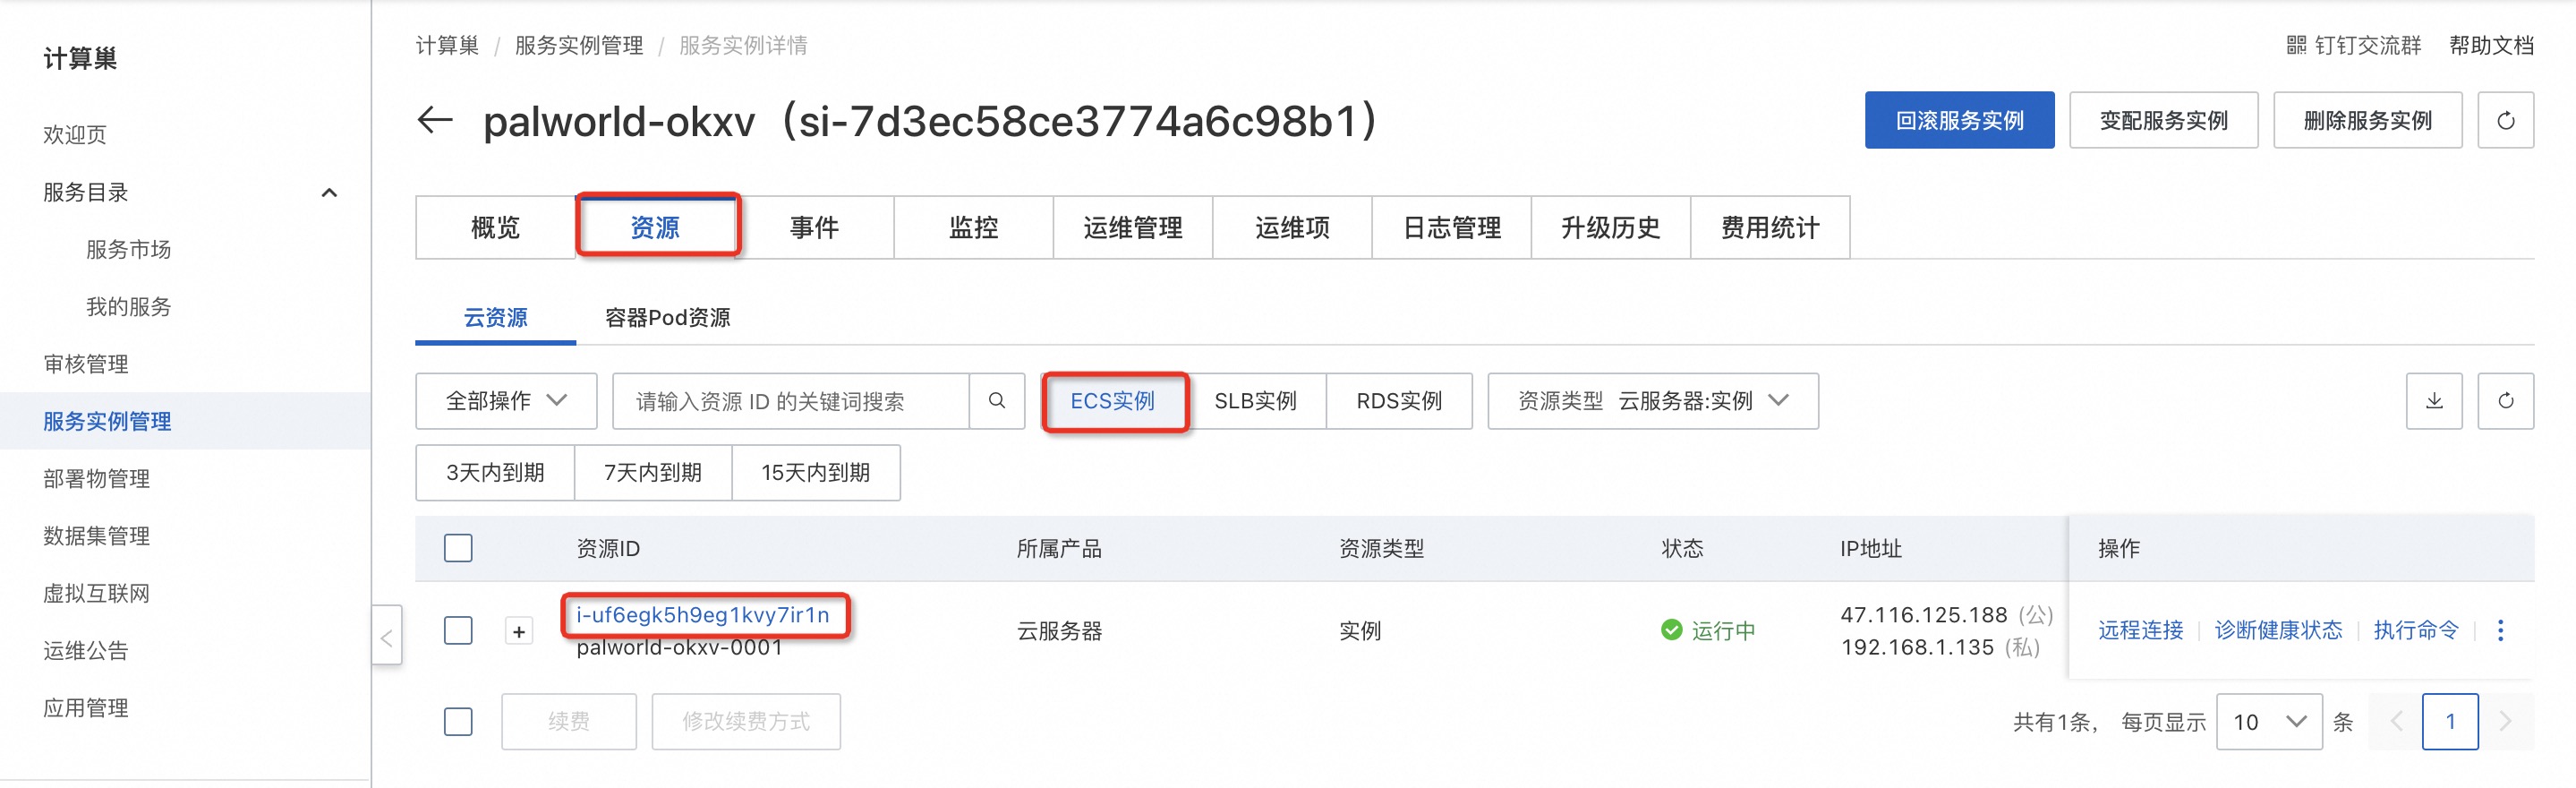 计算巢
欢迎页
服务目录
服务市场
我的服务
审核管理
服务实例管理
部署物管理
数据集管理
虚拟互联网
运维公告
应用管理
计算巢 / 服务实例管理 / 服务实例详情
钉钉交流群 帮助文档
palworld-okxv（si-7d3ec58ce3774a6c98b1）
回滚服务实例 变配服务实例 删除服务实例
概览 资源 事件 监控 运维管理 运维项 日志管理 升级历史 费用统计
云资源 容器Pod资源
全部操作 请输入资源 ID 的关键词搜索 ECS实例 SLB实例 RDS实例 资源类型 云服务器:实例
3天内到期 7天内到期 15天内到期
资源ID 所属产品 资源类型 状态 IP地址 操作
i-uf6egk5h9eg1kvy7ir1n
palworld-okxv-0001
云服务器 实例 运行中
47.116.125.188 (公)
192.168.1.135 (私)
远程连接 诊断健康状态 执行命令
续费 修改续费方式
共有1条， 每页显示 10 条 1